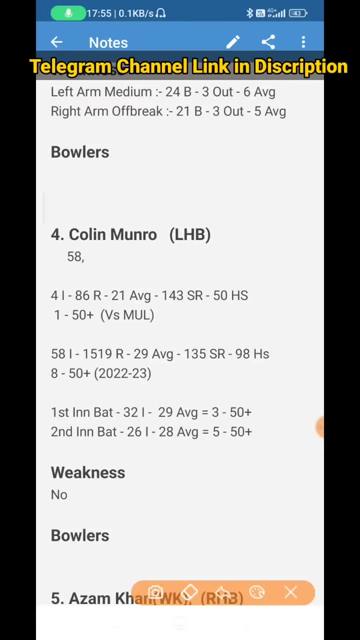 17:55 | 0.1KB/s
4G+
43
Notes
Telegram Channel Link in Discription
Left Arm Medium :- 24 B - 3 Out - 6 Avg
Right Arm Offbreak :- 21 B - 3 Out - 5 Avg
Bowlers
4. Colin Munro (LHB)
58,
4 I - 86 R - 21 Avg - 143 SR - 50 HS
1 - 50+ (Vs MUL)
58 I - 1519 R - 29 Avg - 135 SR - 98 Hs
8 - 50+ (2022-23)
1st Inn Bat - 32 I - 29 Avg = 3 - 50+
2nd Inn Bat - 26 I - 28 Avg = 5 - 50+
Weakness
No
Bowlers
5. Azam Khan(WK), (RHB)